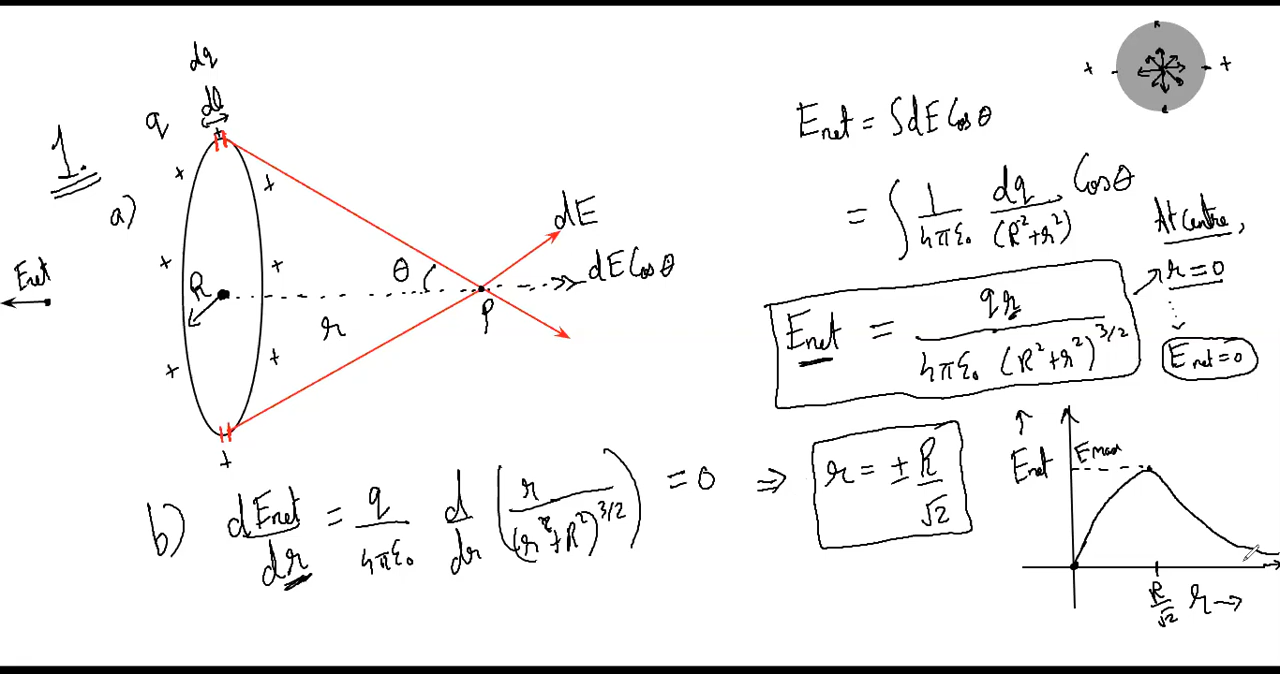 1.
a)
dq
q
dl
R
θ
r
P
dE
dE Cosθ
Enet
Enet = ∫dE Cosθ
= ∫ 1/4πε₀ dq/(R²+r²) Cosθ
Enet = qr/4πε₀ (R²+r²)^3/2
At centre,
r = 0
Enet = 0
b) dEnet/dr = q/4πε₀ d/dr (r/(r²+R²)^3/2) = 0 ⇒ r = ± R/√2
Enet
Emax
R/√2
r →